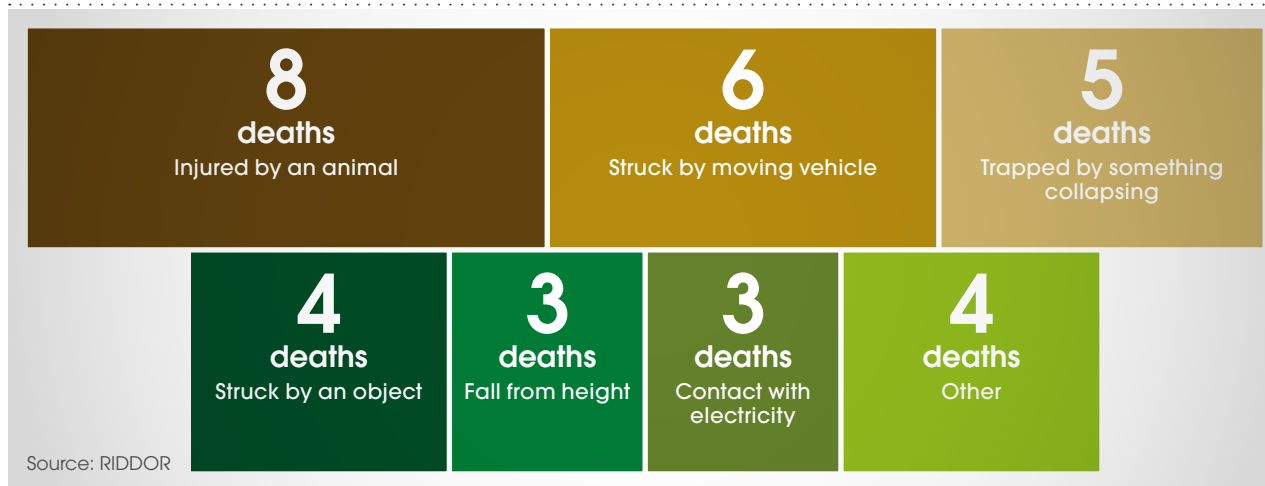 8
deaths
Injured by an animal
6
deaths
Struck by moving vehicle
5
deaths
Trapped by something
collapsing
4
deaths
Struck by an object
3
deaths
Fall from height
3
deaths
Contact with
electricity
4
deaths
Other
Source: RIDDOR